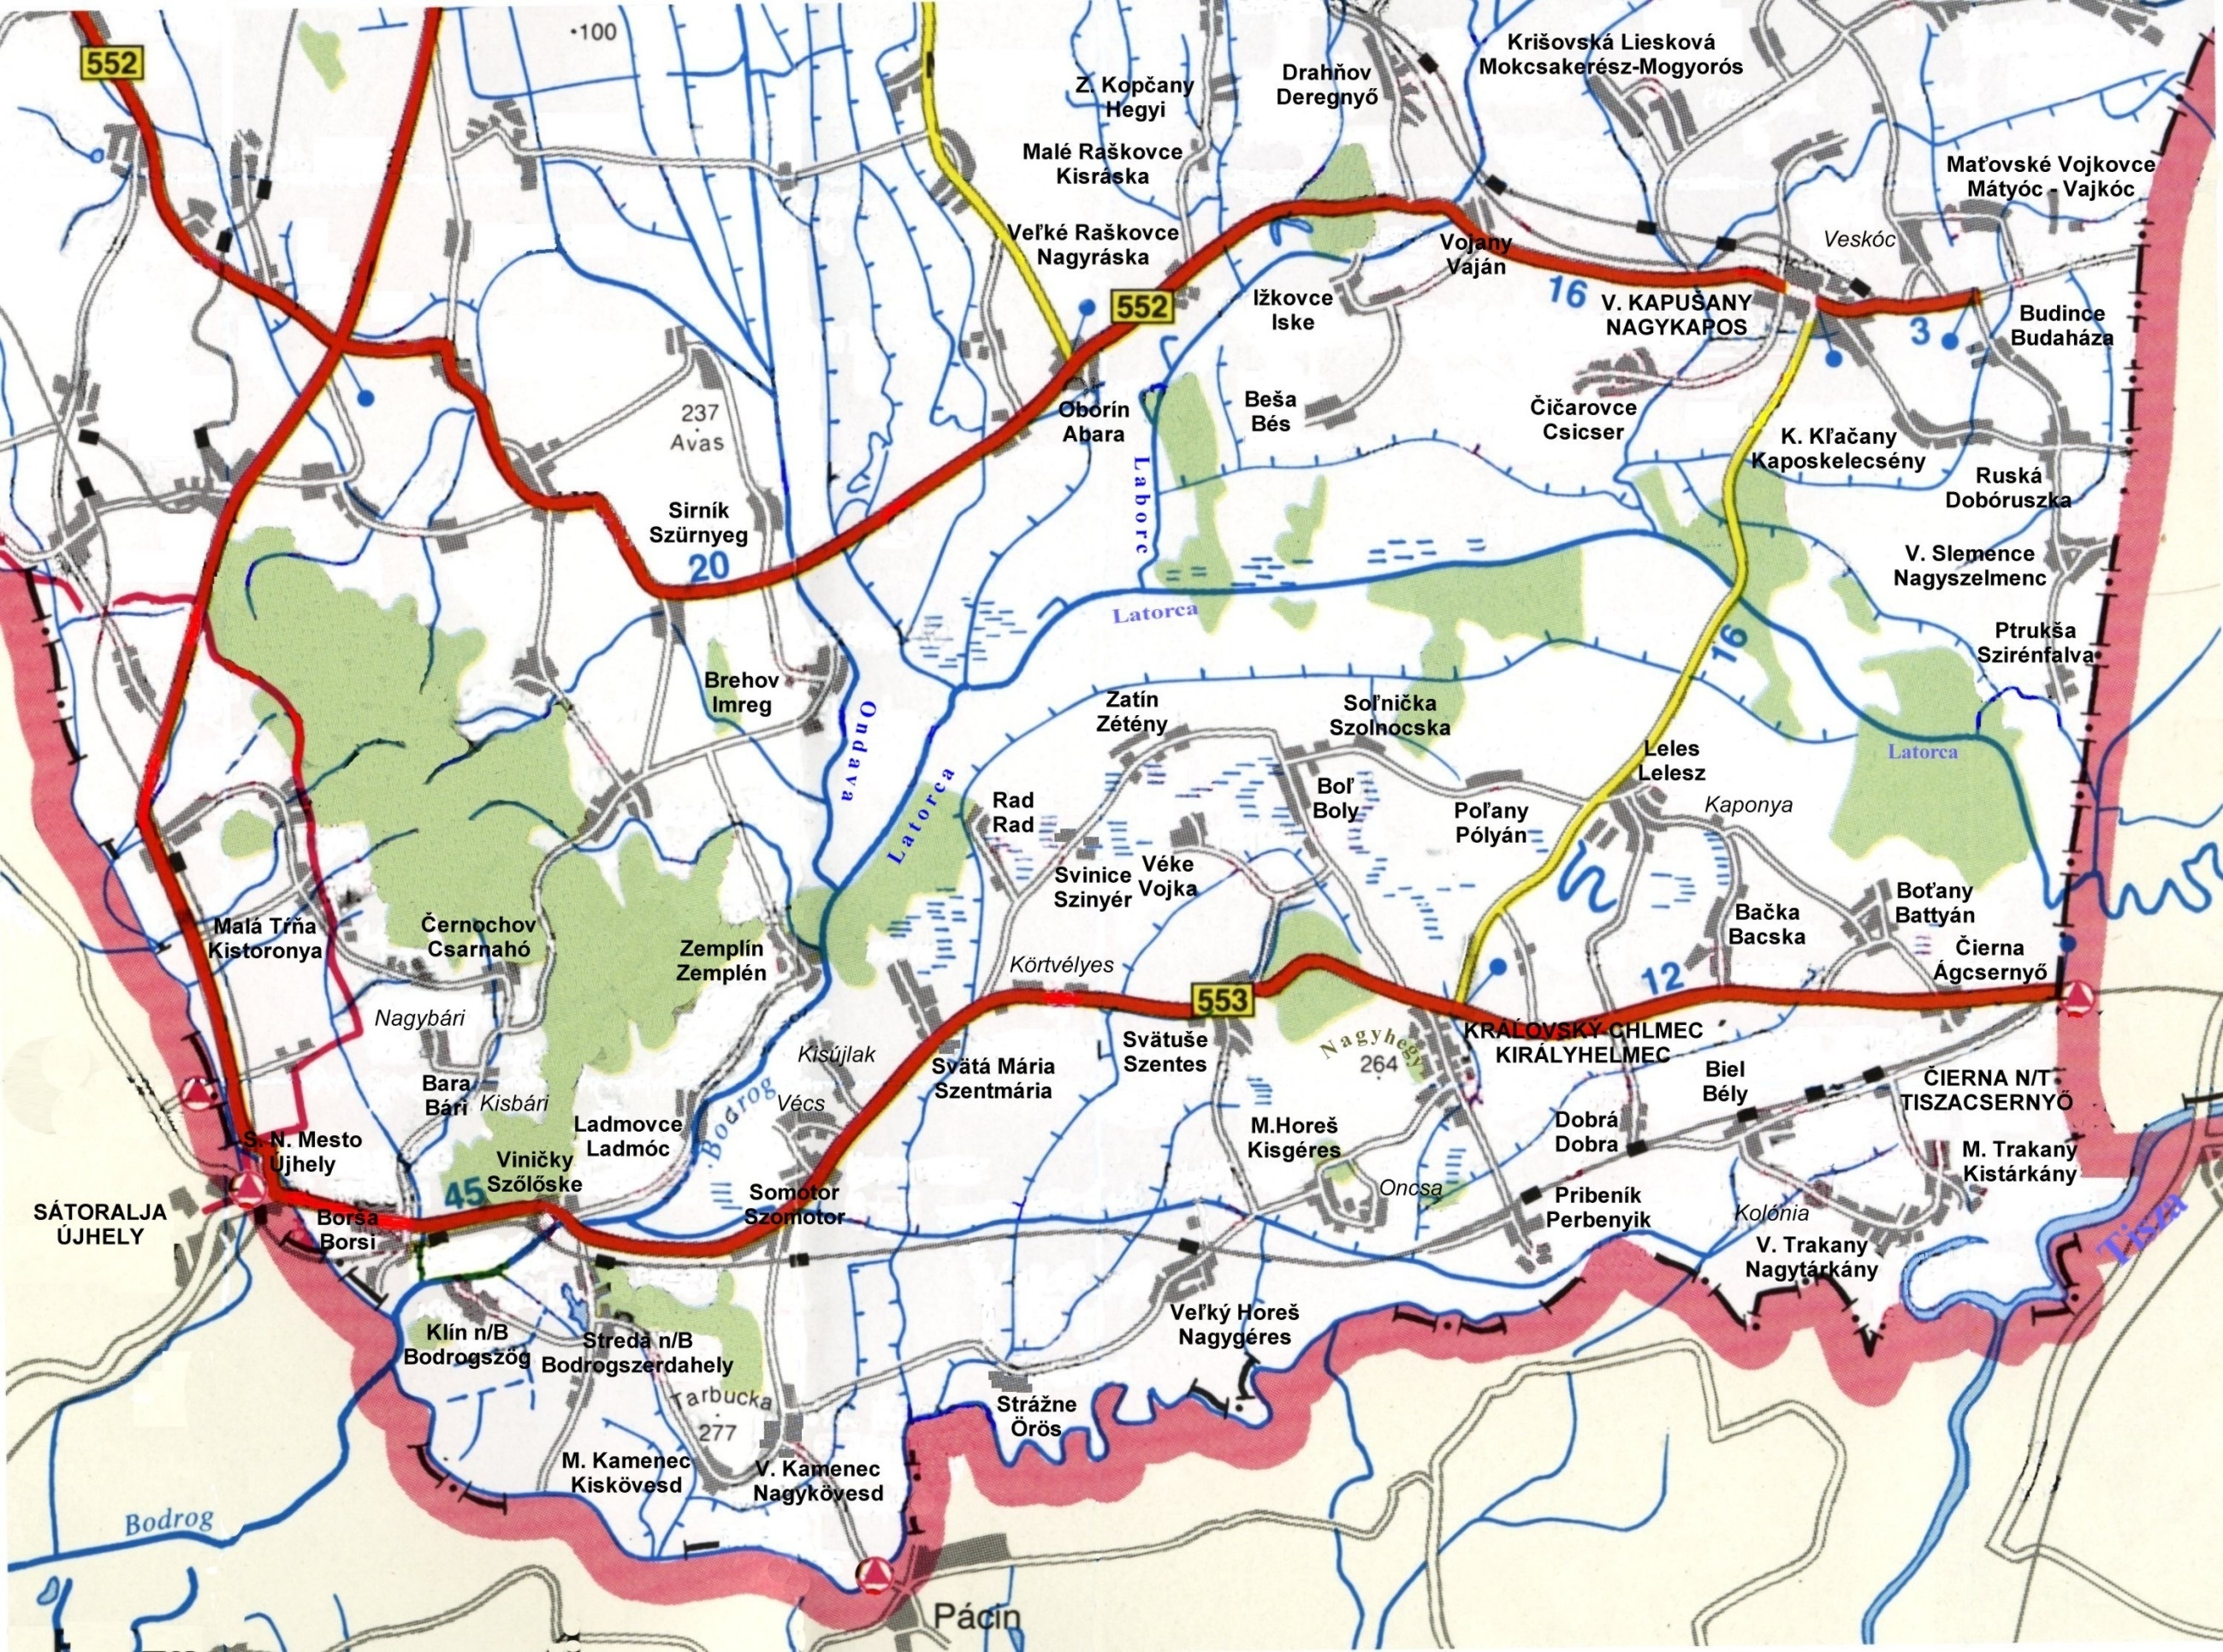 552
100
Krišovská Liesková
Mokcsakerész-Mogyorós
Z. Kopčany
Hegyi
Drahňov
Deregnyő
Malé Raškovce
Kisráska
Maťovské Vojkovce
Mátyóc - Vajkóc
Veľké Raškovce
Nagyráska
Vojany
Vaján
Veskóc
552
Ižkovce
Iske
16
V. KAPUŠANY
NAGYKAPOS
3
Budince
Budaháza
237
Avas
Oborín
Abara
Beša
Bés
Čičarovce
Csicser
K. Kľačany
Kaposkelecsény
Ruská
Dobóruszka
Laborc
Sirník
Szürnyeg
20
V. Slemence
Nagyszelmenc
Latorca
16
Ptrukša
Szirénfalva
Brehov
Imreg
Ondava
Zatín
Zétény
Soľnička
Szolnocska
Latorca
Leles
Lelesz
Latorca
Rad
Rad
Boľ
Boly
Poľany
Pólyán
Kaponya
Svinice
Szinyér
Véke
Vojka
Malá Tŕňa
Kistoronya
Černochov
Csarnahó
Zemplín
Zemplén
Boťany
Battyán
Bačka
Bacska
Čierna
Ágcsernyő
Körtvélyes
12
553
Nagybári
Svätuše
Szentes
Nagyhegy
264
KRÁĽOVSKÝ CHLMEC
KIRÁLYHELMEC
Kisújlak
Svätá Mária
Szentmária
Bara
Bári
Kisbári
Bodrog
Vécs
Biel
Bély
ČIERNA N/T
TISZACSERNYŐ
Ladmovce
Ladmóc
M.Horeš
Kisgéres
Dobrá
Dobra
S. N. Mesto
Újhely
Viničky
Szőlőske
45
M. Trakany
Kistárkány
SÁTORALJA
ÚJHELY
Borša
Borsi
Somotor
Szomotor
Oncsa
Pribeník
Perbenyik
Kolónia
Tisza
V. Trakany
Nagytárkány
Klín n/B
Bodrogszög
Streda n/B
Bodrogszerdahely
Veľký Horeš
Nagygéres
Tarbucka
277
Strážne
Örös
M. Kamenec
Kiskövesd
V. Kamenec
Nagykövesd
Bodrog
Pácin